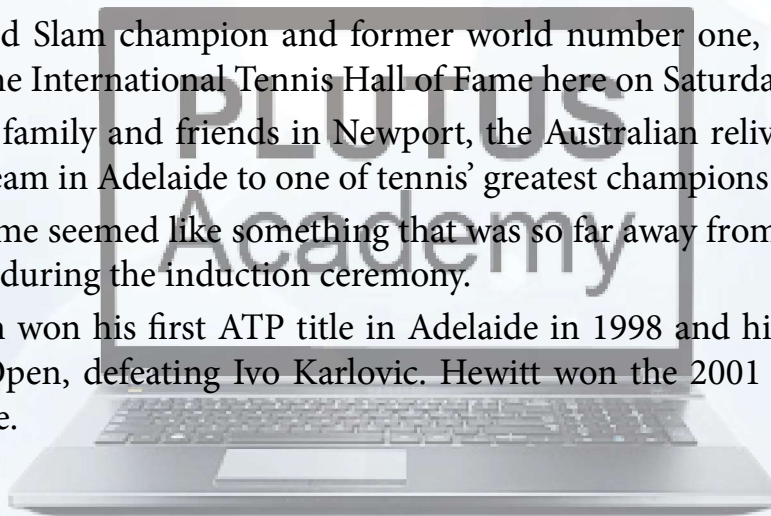 d Slam champion and former world number one,
ne International Tennis Hall of Fame here on Saturda
family and friends in Newport, the Australian reliv
eam in Adelaide to one of tennis’ greatest champions
me seemed like something that was so far away from
during the induction ceremony.
n won his first ATP title in Adelaide in 1998 and hi
Open, defeating Ivo Karlovic. Hewitt won the 2001
e.
PLUTUS
Academy